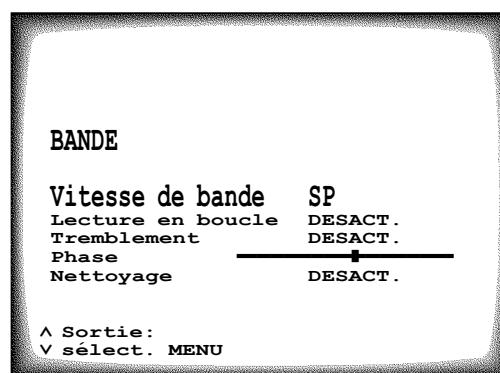 BANDE
Vitesse de bande SP
Lecture en boucle DESACT.
Tremblement DESACT.
Phase
Nettoyage DESACT.
∧ Sortie:
∨ sélect. MENU